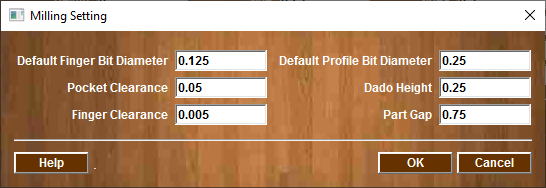 Milling Setting
Default Finger Bit Diameter 0.125 Default Profile Bit Diameter 0.25
Pocket Clearance 0.05 Dado Height 0.25
Finger Clearance 0.005 Part Gap 0.75
Help . OK Cancel